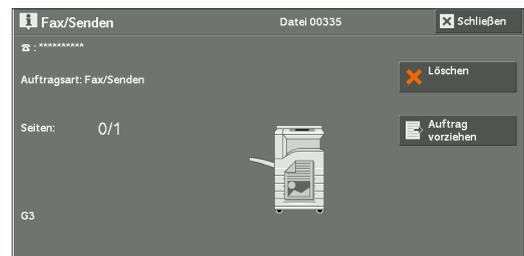 Fax/Senden Datei 00335 Schließen
☎ : **********
Löschen
Auftragsart: Fax/Senden
Auftrag
vorziehen
Seiten: 0/1
G3